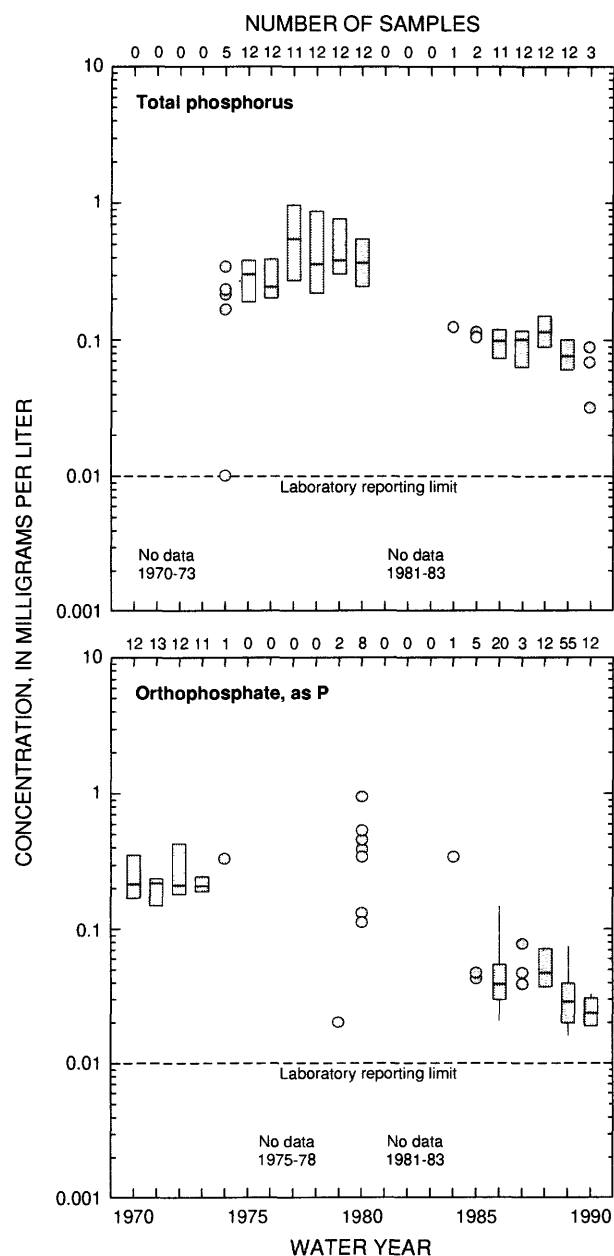 NUMBER OF SAMPLES
0 0 0 0 5 12 12 11 12 12 12 0 0 0 1 2 11 12 12 12 3
10
Total phosphorus
1
0.1
0.01
Laboratory reporting limit
No data
1970-73
No data
1981-83
0.001
CONCENTRATION, IN MILLIGRAMS PER LITER
12 13 12 11 1 0 0 0 0 2 8 0 0 0 1 5 20 3 12 55 12
10
Orthophosphate, as P
1
0.1
0.01
Laboratory reporting limit
No data
1975-78
No data
1981-83
0.001
1970 1975 1980 1985 1990
WATER YEAR